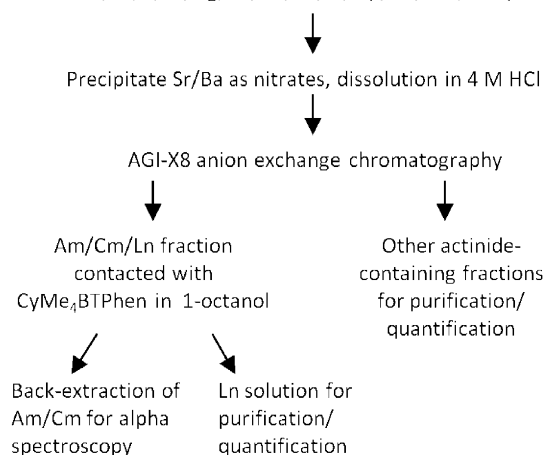 Precipitate Sr/Ba as nitrates, dissolution in 4 M HCl
AGI-X8 anion exchange chromatography
Am/Cm/Ln fraction
contacted with
CyMe₄BTPhen in 1-octanol
Other actinide-
containing fractions
for purification/
quantification
Back-extraction of
Am/Cm for alpha
spectroscopy
Ln solution for
purification/
quantification